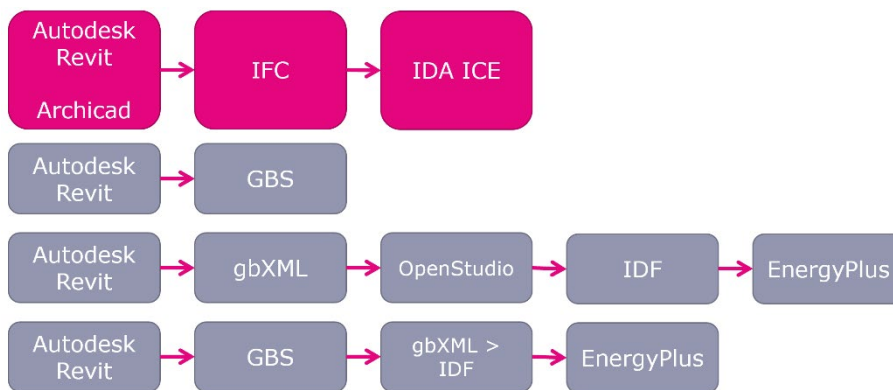 Autodesk
Revit
Archicad
IFC
IDA ICE
Autodesk
Revit
GBS
Autodesk
Revit
gbXML
OpenStudio
IDF
EnergyPlus
Autodesk
Revit
GBS
gbXML >
IDF
EnergyPlus